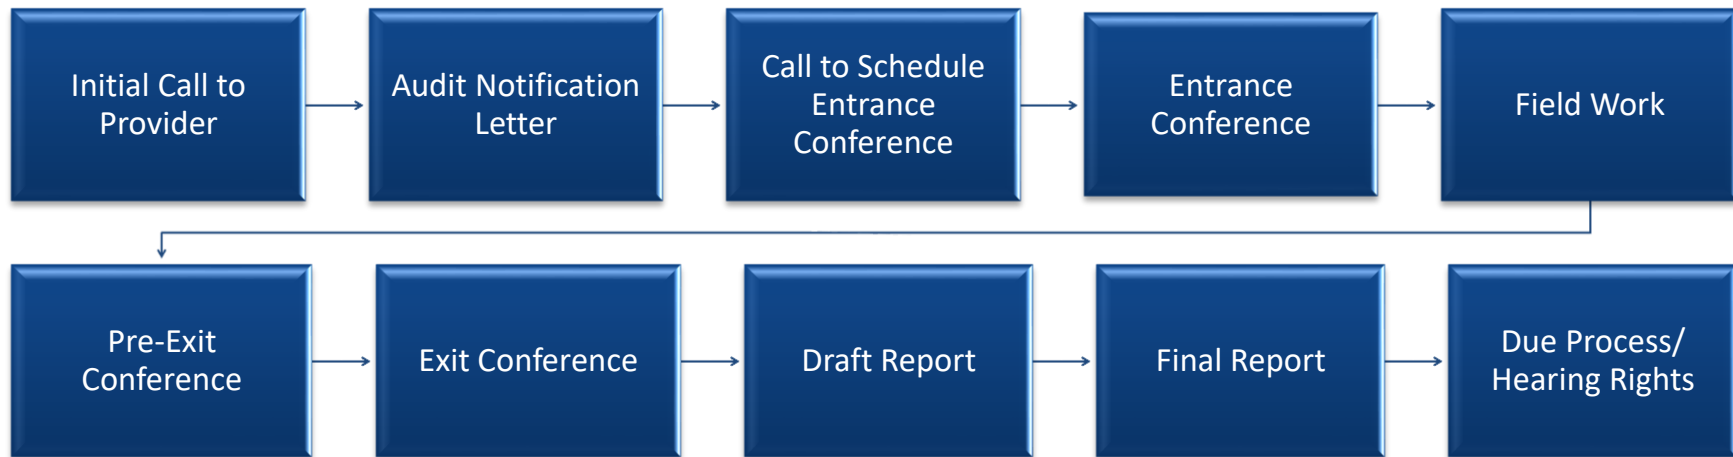 Initial Call to
Provider
Audit Notification
Letter
Call to Schedule
Entrance
Conference
Entrance
Conference
Field Work
Pre-Exit
Conference
Exit Conference
Draft Report
Final Report
Due Process/
Hearing Rights